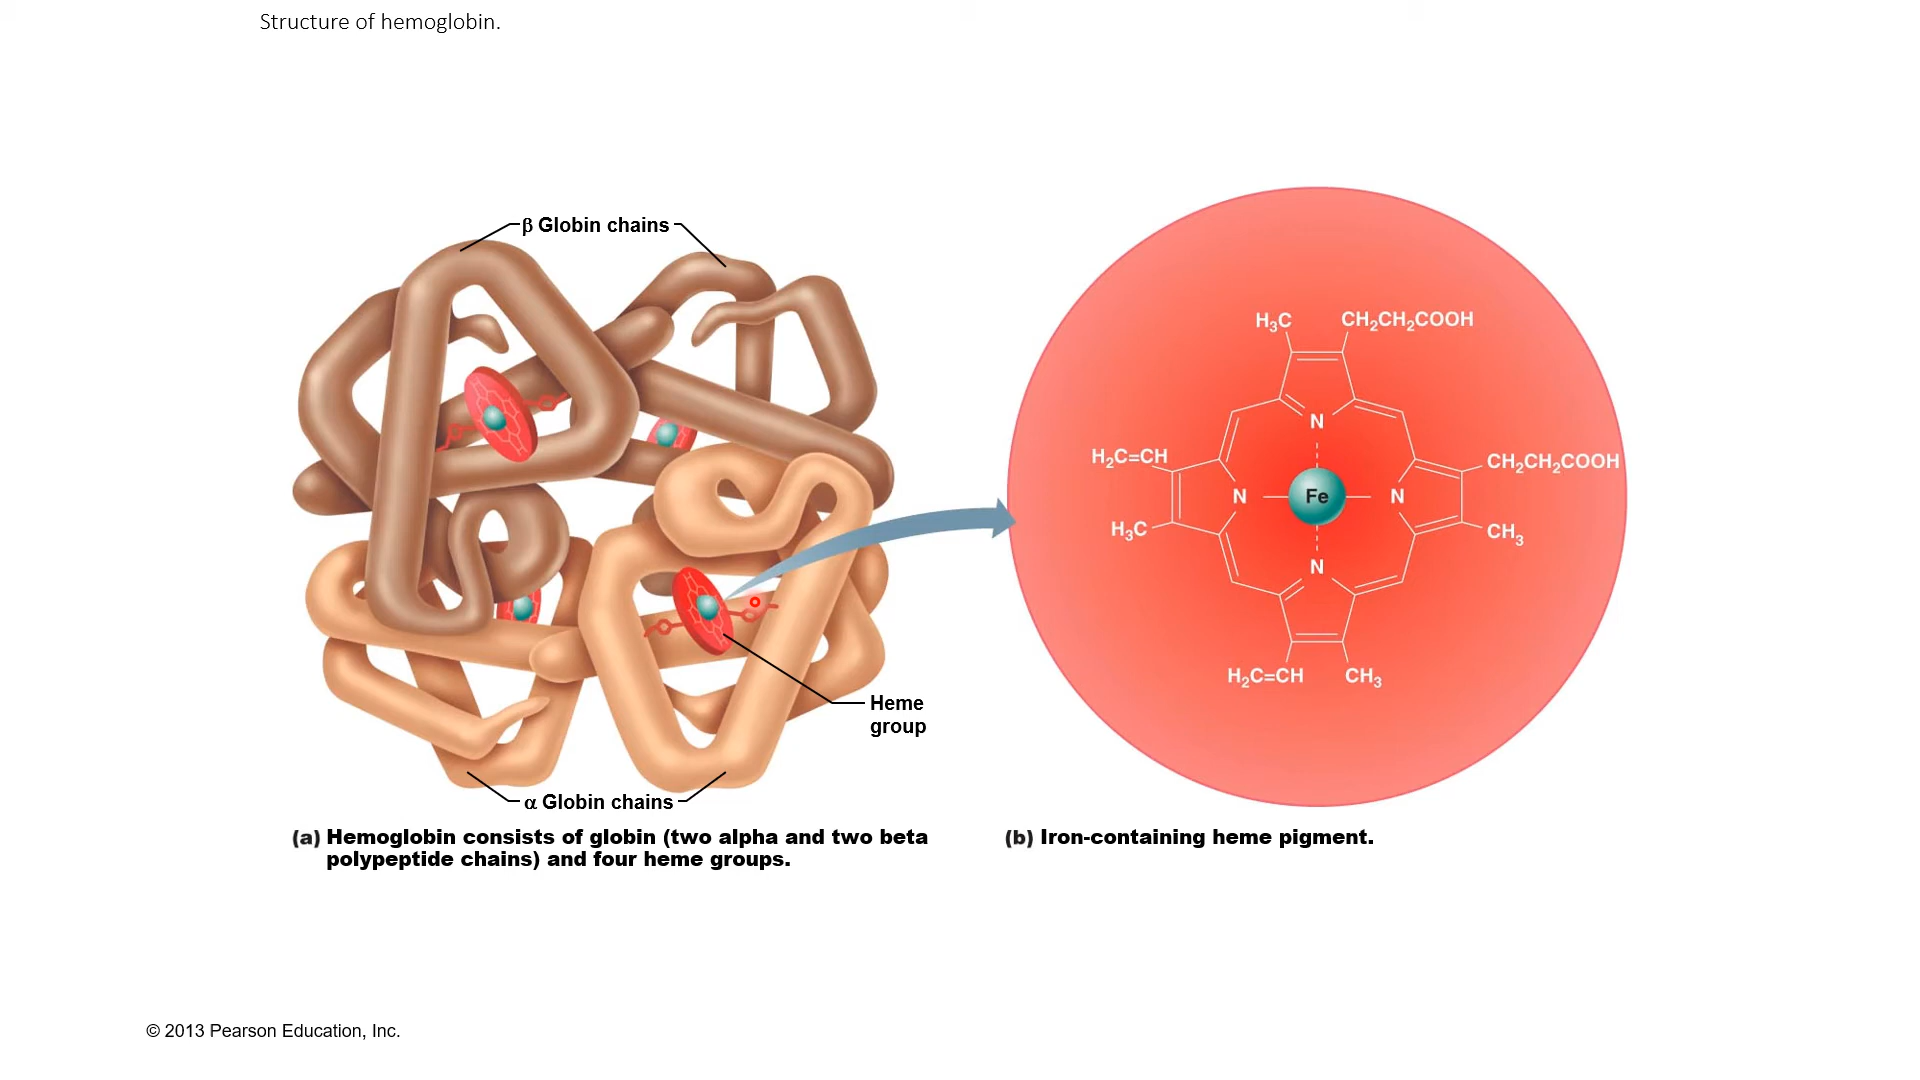 Structure of hemoglobin.
β Globin chains
Heme
group
α Globin chains
(a) Hemoglobin consists of globin (two alpha and two beta
polypeptide chains) and four heme groups.
H₃C
CH₂CH₂COOH
N
H₂C=CH
CH₂CH₂COOH
N
Fe
N
H₃C
CH₃
N
H₂C=CH
CH₃
(b) Iron-containing heme pigment.
© 2013 Pearson Education, Inc.